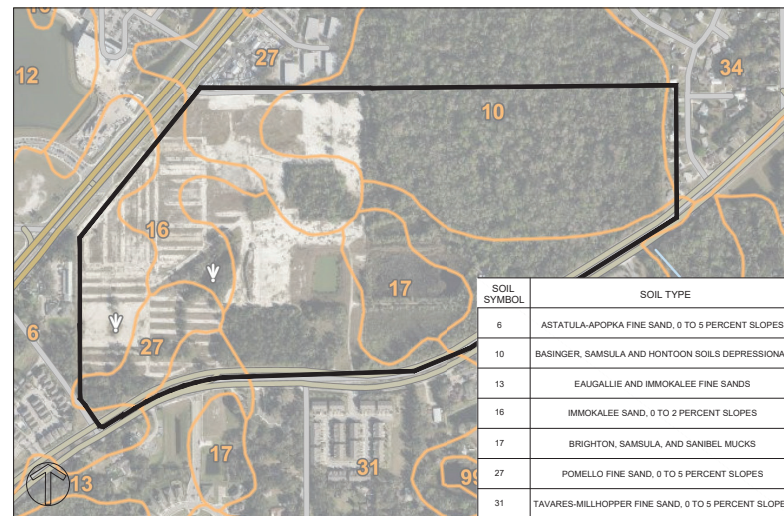 12
27
34
10
16
17
6
27
13
17
31
99
SOIL SYMBOL SOIL TYPE
6 ASTATULA-APOPKA FINE SAND, 0 TO 5 PERCENT SLOPES
10 BASINGER, SAMSULA AND HONTOON SOILS DEPRESSIONA
13 EAUGALLIE AND IMMOKALEE FINE SANDS
16 IMMOKALEE SAND, 0 TO 2 PERCENT SLOPES
17 BRIGHTON, SAMSULA, AND SANIBEL MUCKS
27 POMELLO FINE SAND, 0 TO 5 PERCENT SLOPES
31 TAVARES-MILLHOPPER FINE SAND, 0 TO 5 PERCENT SLOPE